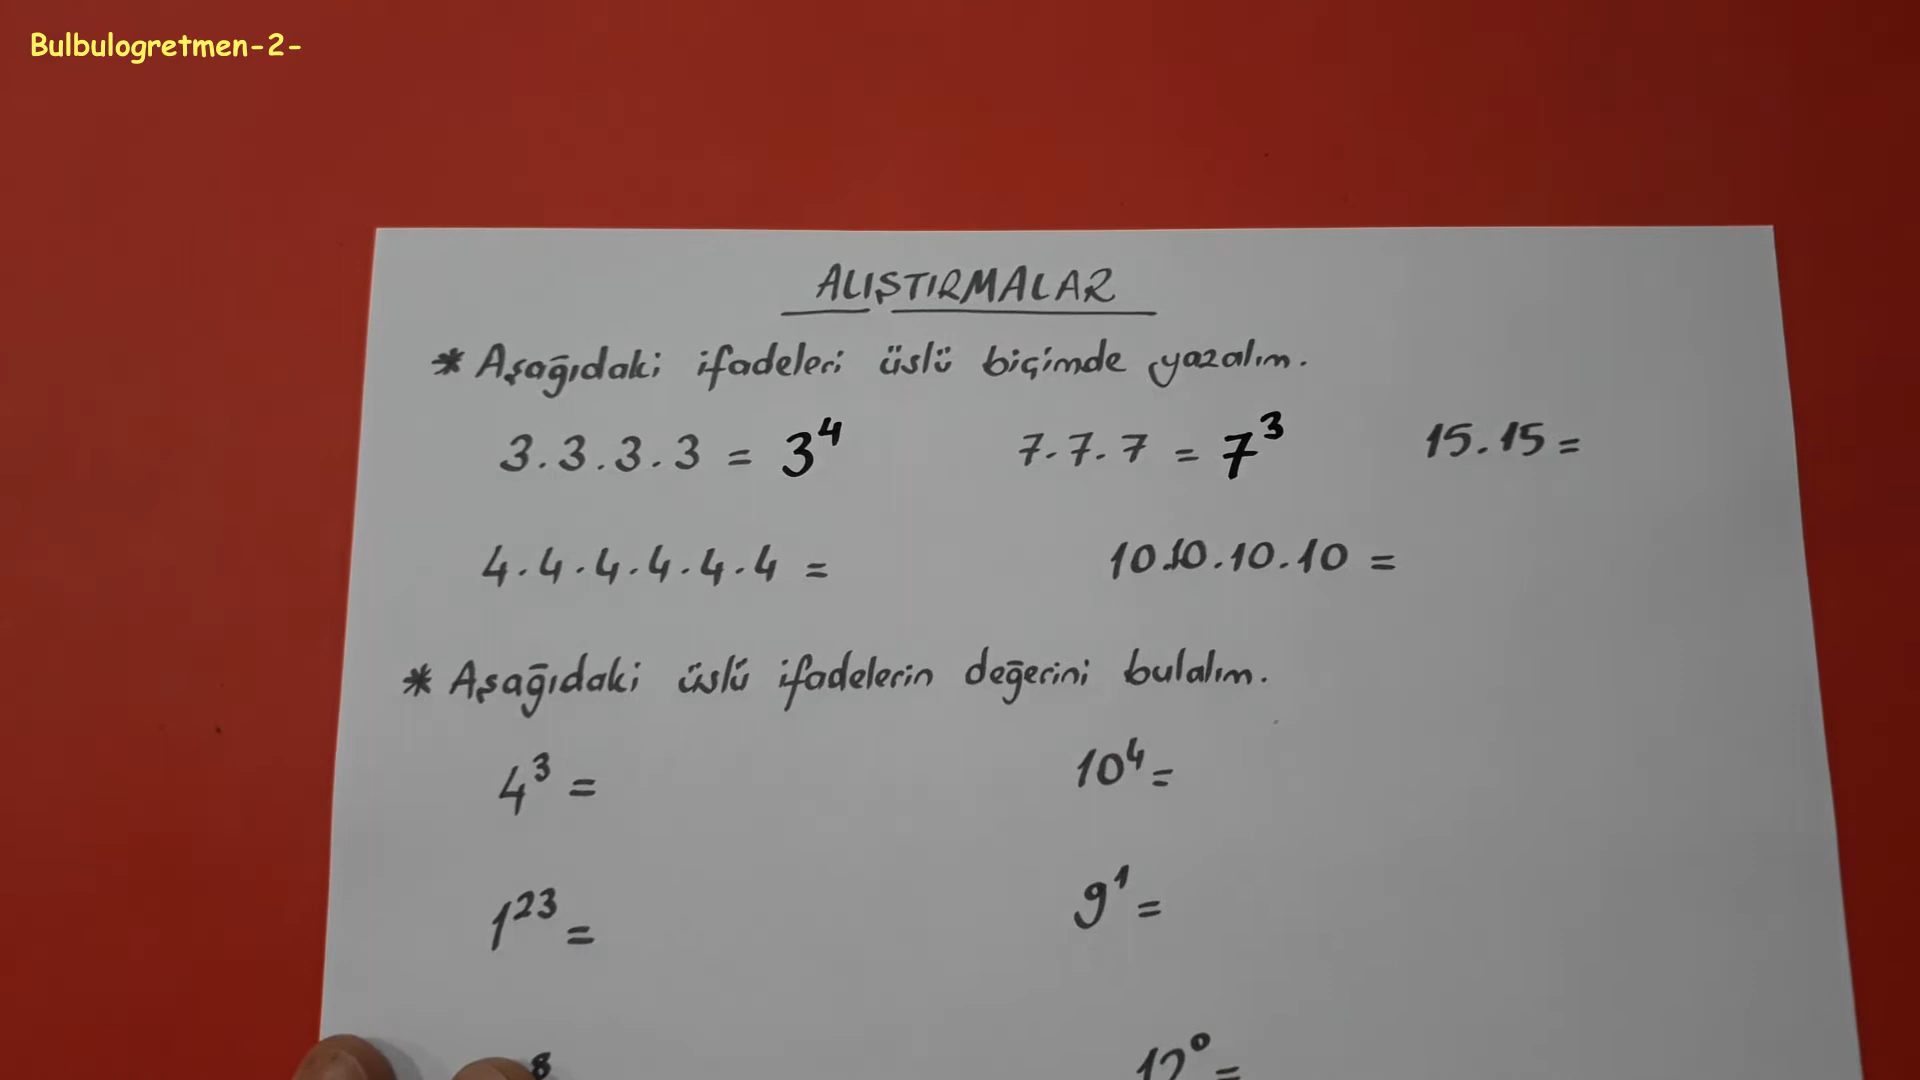 Bulbulogretmen-2-
ALIŞTIRMALAR
* Aşağıdaki ifadeleri üslü biçimde yazalım.
3.3.3.3 = 3⁴ 7.7.7 = 7³ 15.15 =
4.4.4.4.4.4 = 10.10.10.10 =
* Aşağıdaki üslü ifadelerin değerini bulalım.
4³ = 10⁴ =
1²³ = 9¹ =
⁸ 12⁰ =